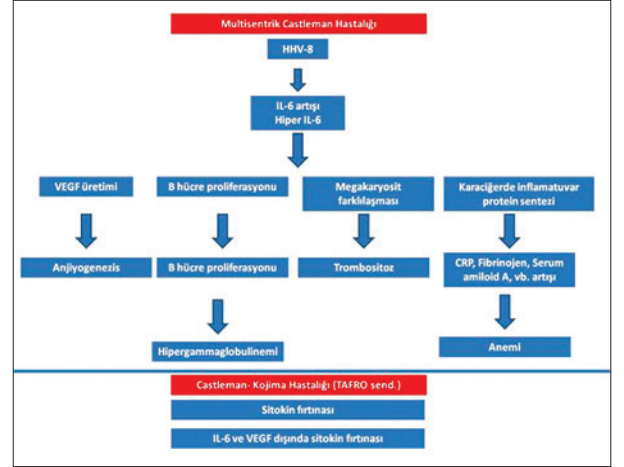 Multisentrik Castleman Hastalığı
HHV-8
IL-6 artışı
Hiper IL-6
VEGF üretimi
B hücre proliferasyonu
Megakaryosit
farklılaşması
Karaciğerde inflamatuvar
protein sentezi
Anjiyogenezis
B hücre proliferasyonu
Trombositoz
CRP, Fibrinojen, Serum
amiloid A, vb. artışı
Hipergammaglobulinemi
Anemi
Castleman- Kojima Hastalığı (TAFRO send.)
Sitokin fırtınası
IL-6 ve VEGF dışında sitokin fırtınası